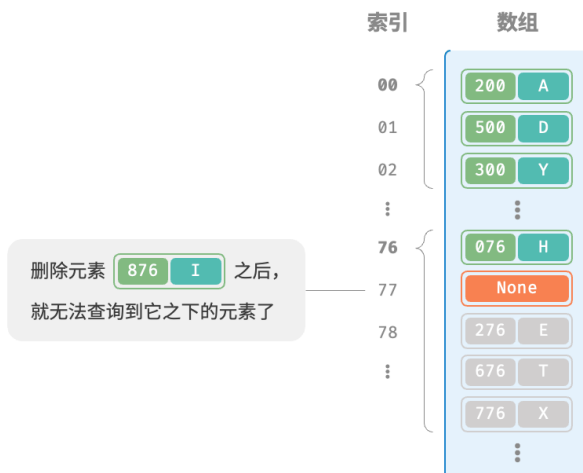 索引 数组
00 200 A
01 500 D
02 300 Y
76 076 H
删除元素 876 I 之后，
77 None
就无法查询到它之下的元素了
78 276 E
676 T
776 X